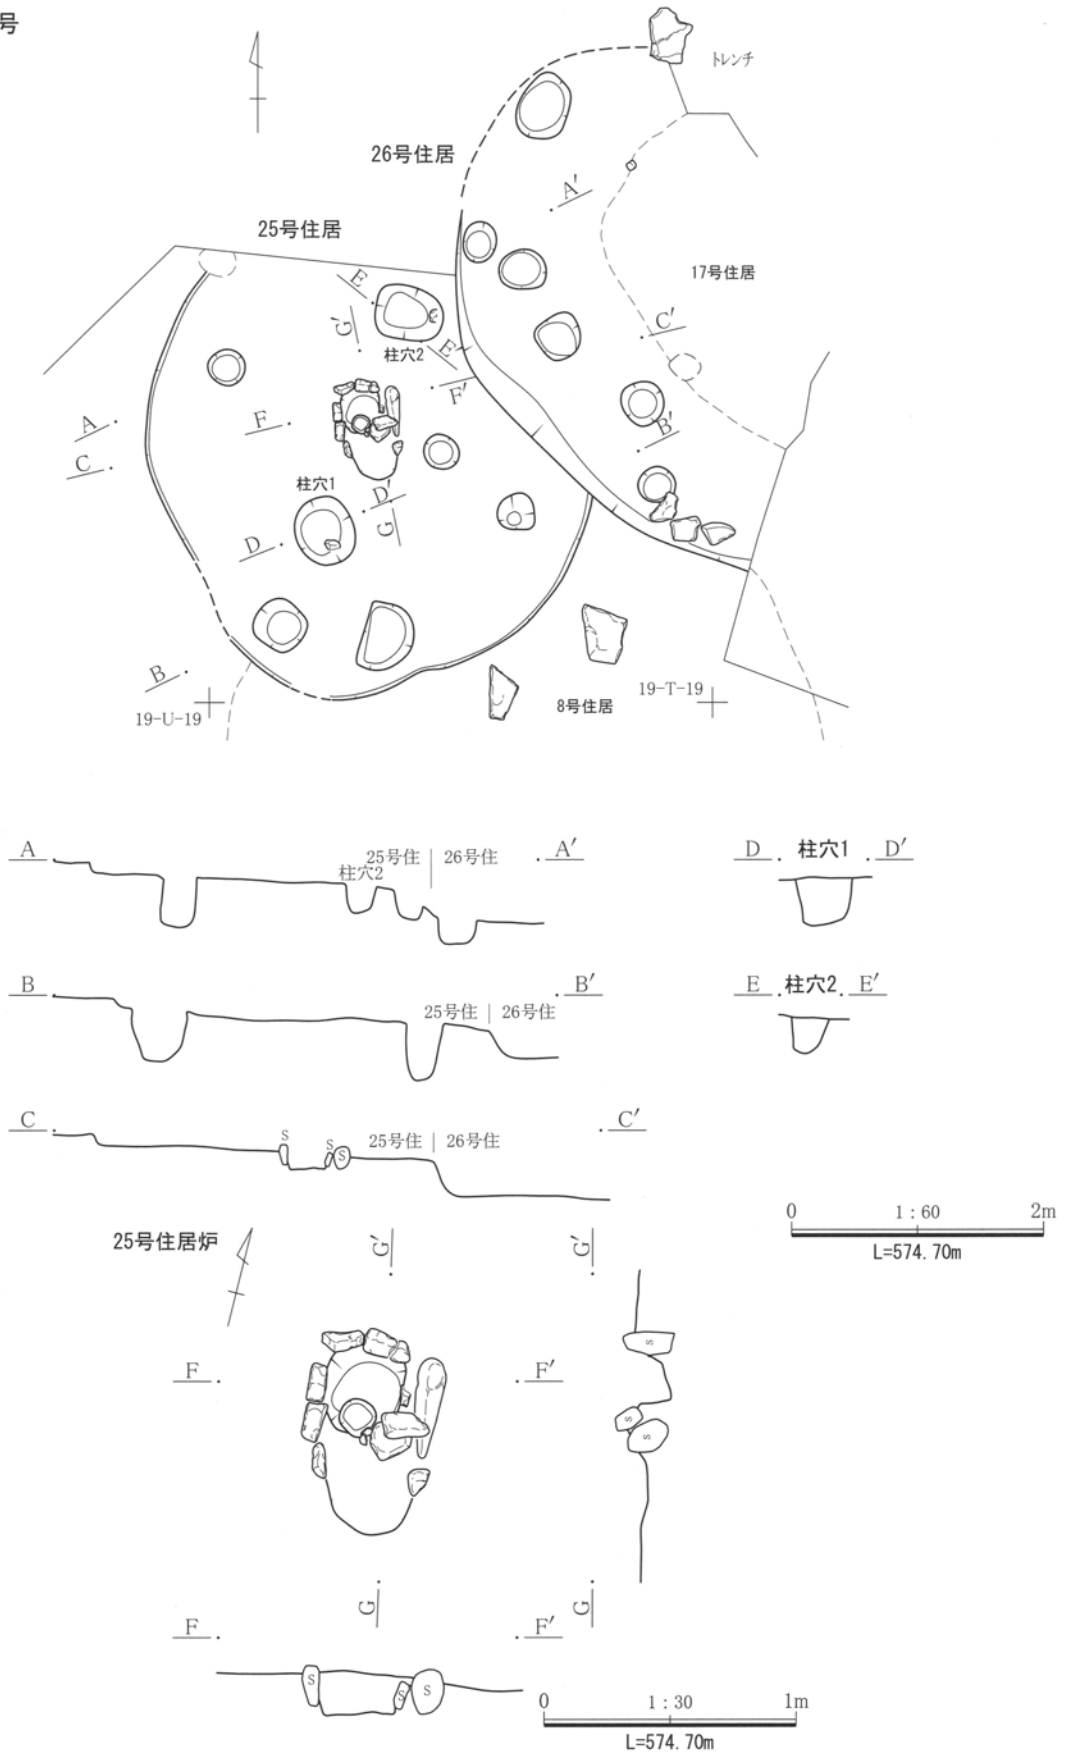 号
トレンチ
26号住居
A′
25号住居
17号住居
E
G′
C′
柱穴2
E′
F′
A
F
B′
C
柱穴1
D′
G
D
B
19-U-19
19-T-19
8号住居
A
25号住 | 26号住
A′
柱穴2
D 柱穴1 D′
B
B′
25号住 | 26号住
E 柱穴2 E′
C
C′
S
S
S
25号住 | 26号住
0 1:60 2m
L=574.70m
25号住居炉
G′
G′
S
F
F′
S
S
G
G
F
F′
S
S
S
0 1:30 1m
L=574.70m